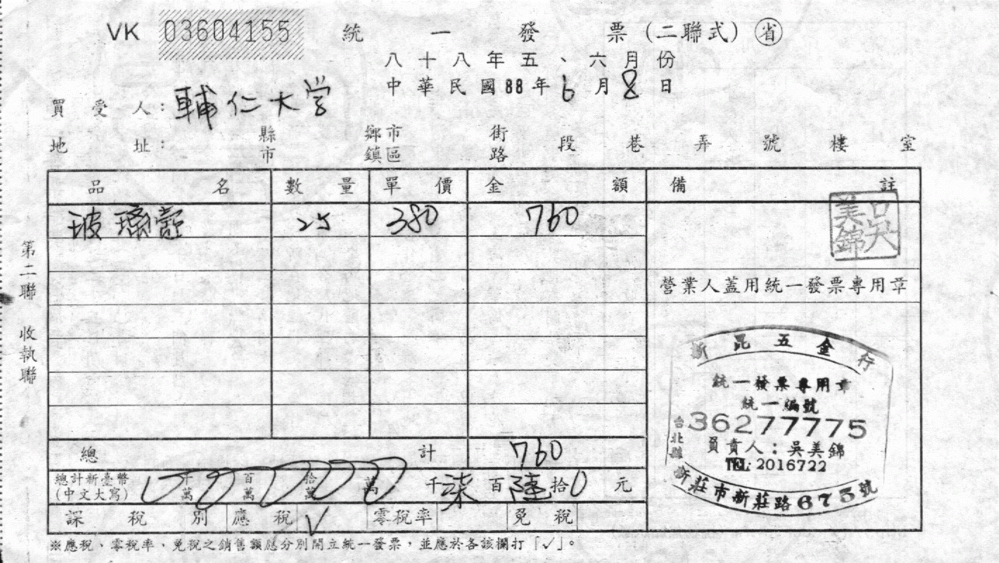 VK 03604155 統一發票(二聯式) 省
八十八年五、六月份
中華民國88年6月8日
買受人:輔仁大学
地址: 縣市 鄉鎮市區 街路 段 巷 弄 號 樓 室
品名 數量 單價 金額 備註
玻璃 25 380 760
吳美錦
營業人蓋用統一發票專用章
第二聯 收執聯
新昆五金行
統一發票專用章
統一編號
36277775
負責人:吳美錦
TEL:2016722
台北縣新莊市新莊路675號
總計 760
總計新臺幣(中文大寫) 千萬 百萬 拾萬 萬 千柒百陸拾0元
課稅別 應稅 ✓ 零稅率 免稅
※應稅、零稅率、免稅之銷售額應分別開立統一發票,並應於各該欄打「✓」。